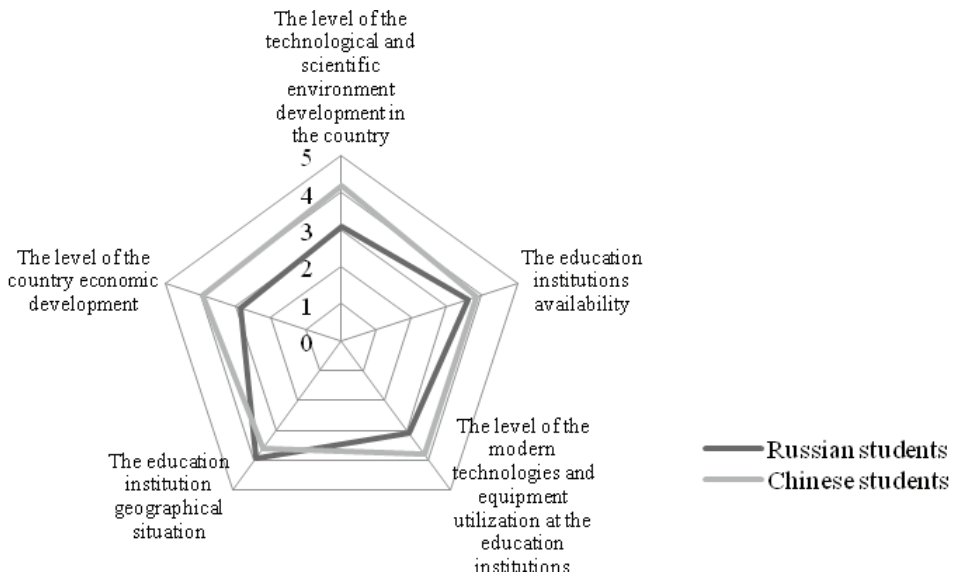 The level of the
technological and
scientific
environment
development in
the country
5
4
3
2
1
0
The education
institutions
availability
The level of the
modern
technologies and
equipment
utilization at the
education
institutions
The education
institution
geographical
situation
The level of the
country economic
development
Russian students
Chinese students